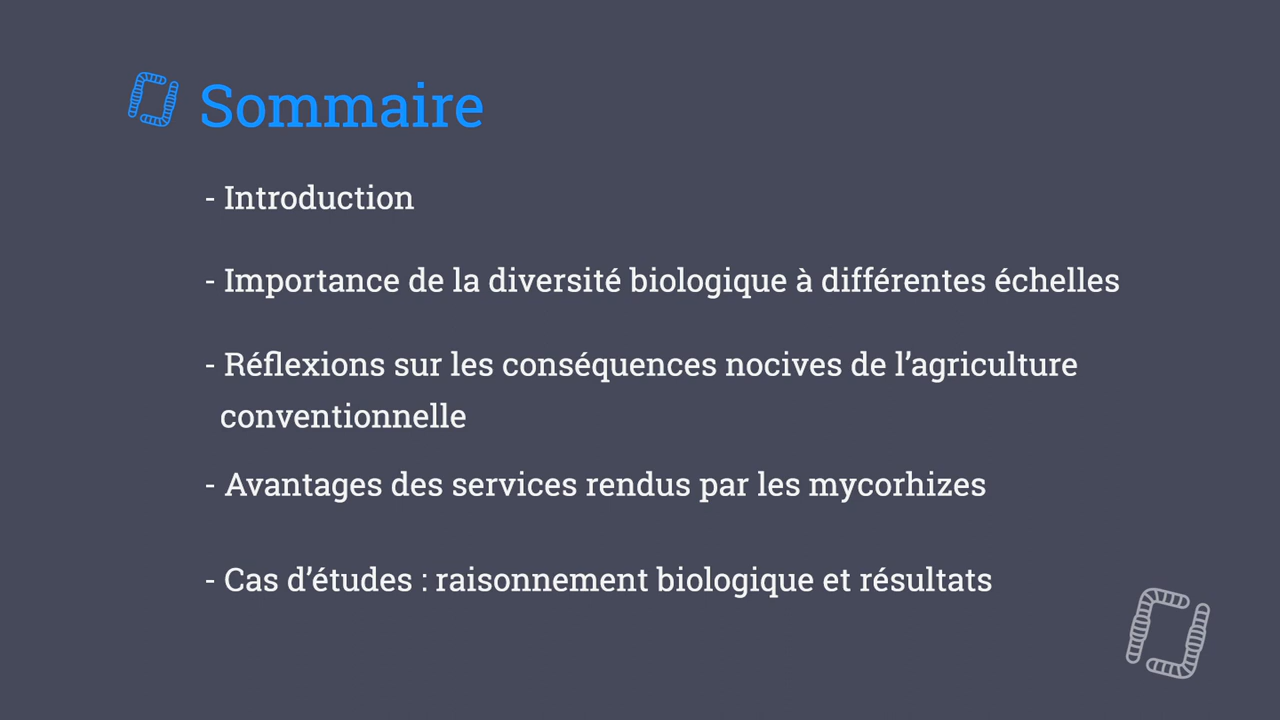 Sommaire
- Introduction
- Importance de la diversité biologique à différentes échelles
- Réflexions sur les conséquences nocives de l’agriculture
conventionnelle
- Avantages des services rendus par les mycorhizes
- Cas d’études : raisonnement biologique et résultats